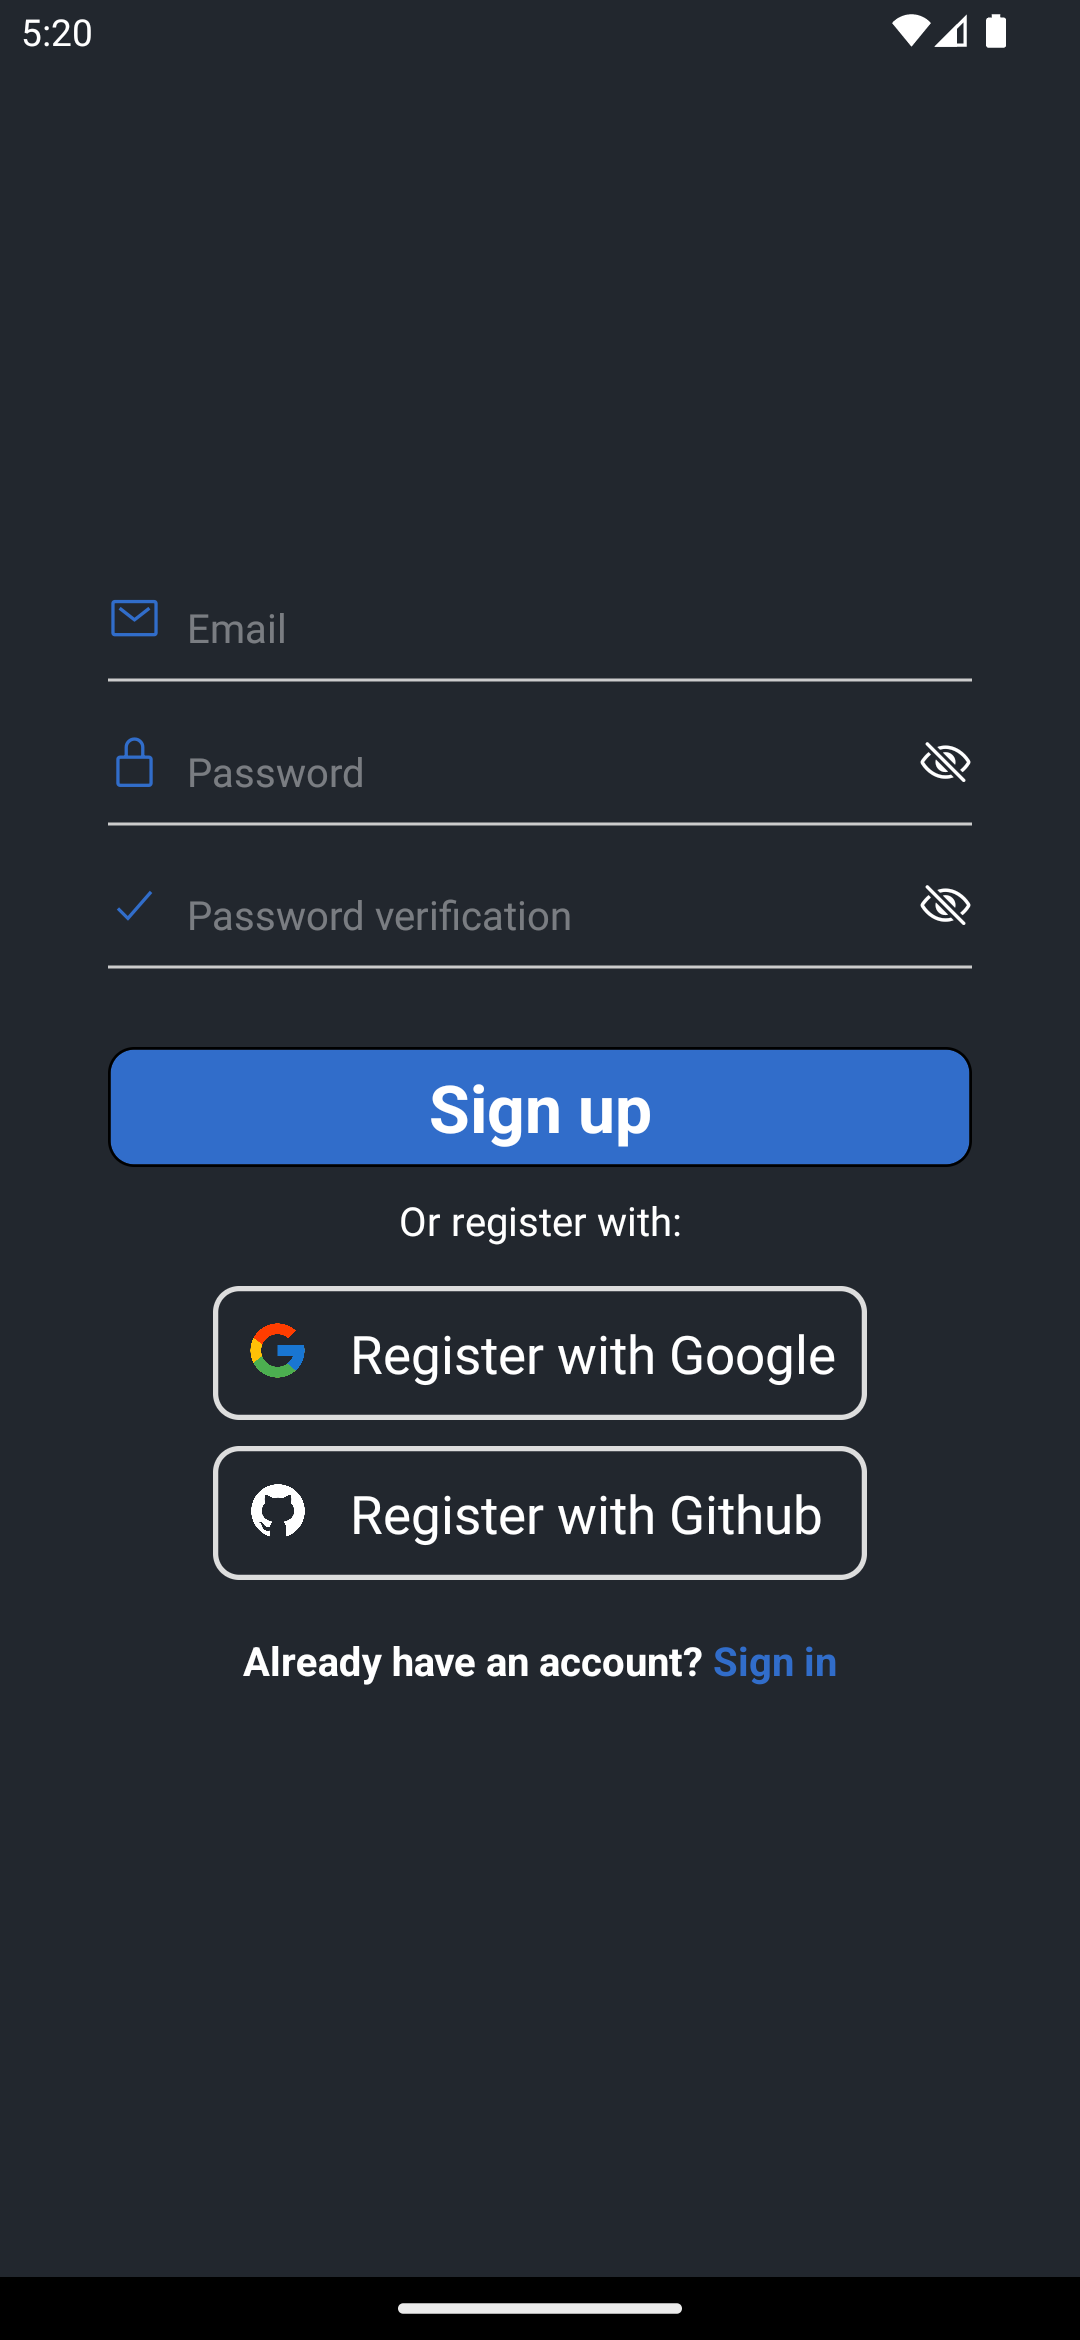 5:20
Email
Password
Password verification
Sign up
Or register with:
Register with Google
Register with Github
Already have an account? Sign in